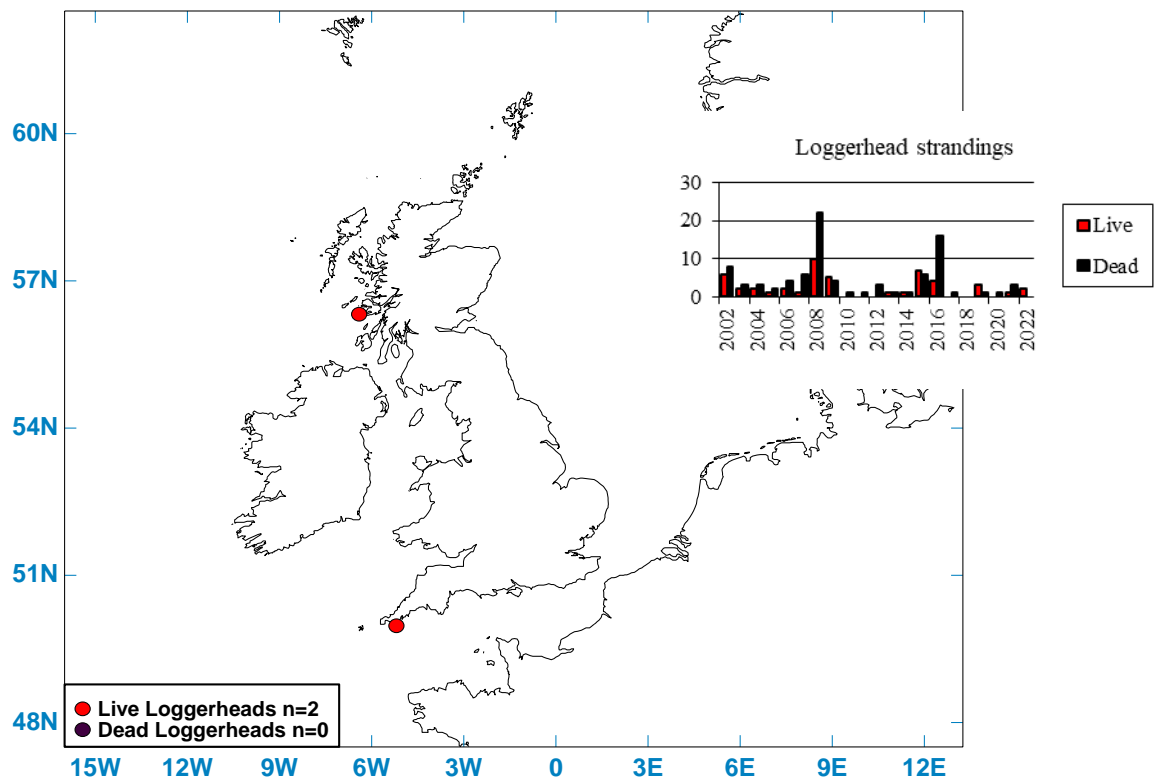 60N
57N
54N
51N
48N
15W 12W 9W 6W 3W 0 3E 6E 9E 12E
Loggerhead strandings
30
20
10
0
2002 2004 2006 2008 2010 2012 2014 2016 2018 2020 2022
Live
Dead
Live Loggerheads n=2
Dead Loggerheads n=0